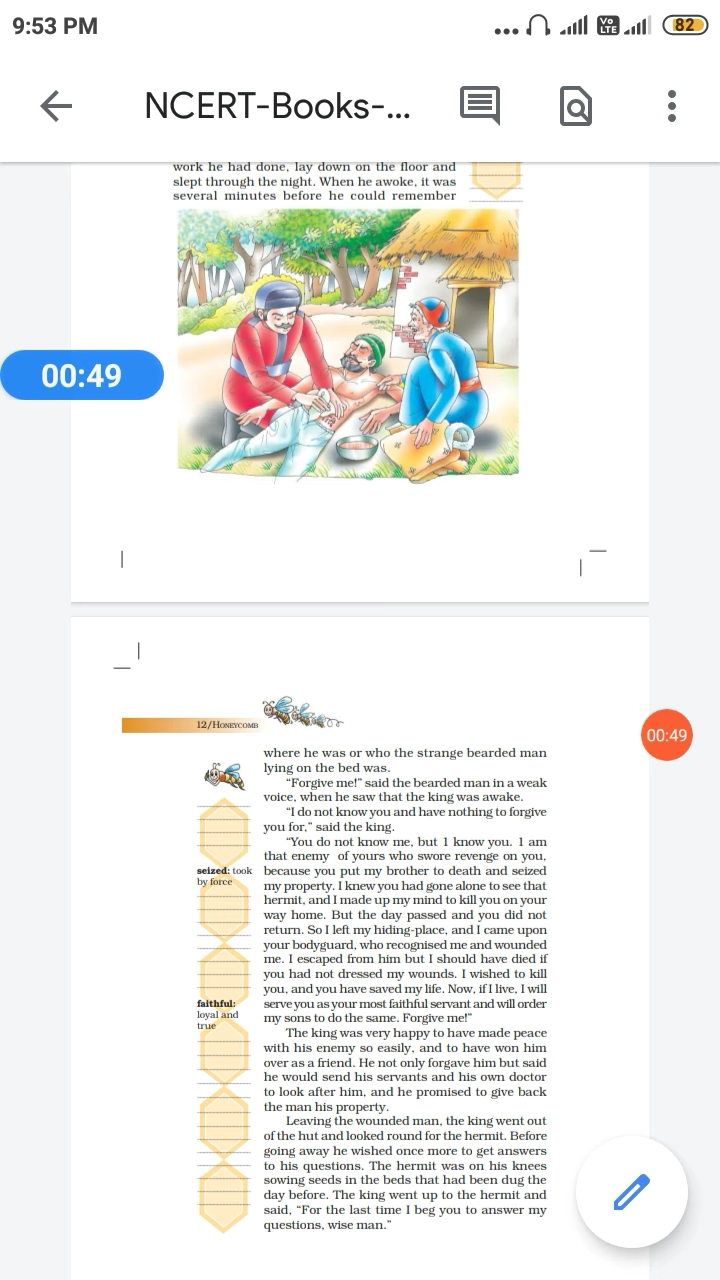 9:53 PM
Vo LTE
82
NCERT-Books-...
work he had done, lay down on the floor and
slept through the night. When he awoke, it was
several minutes before he could remember
00:49
00:49
12/HONEYCOMB
where he was or who the strange bearded man
lying on the bed was.
“Forgive me!” said the bearded man in a weak
voice, when he saw that the king was awake.
“I do not know you and have nothing to forgive
you for,” said the king.
“You do not know me, but 1 know you. 1 am
that enemy of yours who swore revenge on you,
because you put my brother to death and seized
my property. I knew you had gone alone to see that
hermit, and I made up my mind to kill you on your
way home. But the day passed and you did not
return. So I left my hiding-place, and I came upon
your bodyguard, who recognised me and wounded
me. I escaped from him but I should have died if
you had not dressed my wounds. I wished to kill
you, and you have saved my life. Now, if I live, I will
serve you as your most faithful servant and will order
my sons to do the same. Forgive me!”
The king was very happy to have made peace
with his enemy so easily, and to have won him
over as a friend. He not only forgave him but said
he would send his servants and his own doctor
to look after him, and he promised to give back
the man his property.
Leaving the wounded man, the king went out
of the hut and looked round for the hermit. Before
going away he wished once more to get answers
to his questions. The hermit was on his knees
sowing seeds in the beds that had been dug the
day before. The king went up to the hermit and
said, “For the last time I beg you to answer my
questions, wise man.”
seized: took
by force
faithful:
loyal and
true